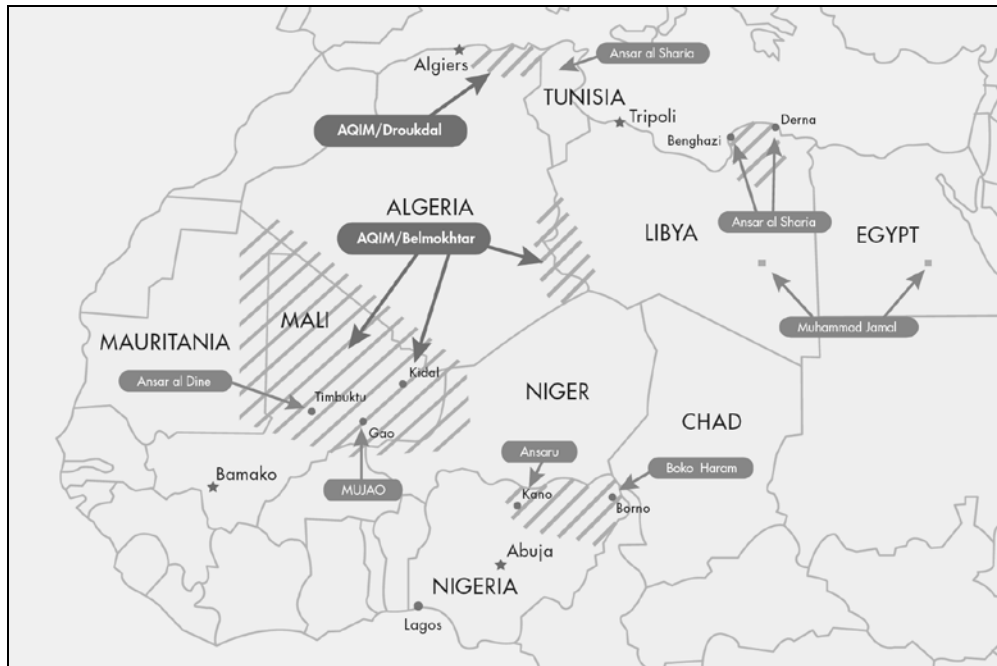 Algiers
Ansar al Sharia
TUNISIA
AQIM/Droukdal
Tripoli
Derna
Benghazi
ALGERIA
Ansar al Sharia
AQIM/Belmokhtar
LIBYA
EGYPT
MALI
Muhammad Jamal
MAURITANIA
Kidal
Ansar al Dine
Timbuktu
NIGER
Gao
CHAD
Ansaru
Bamako
Boko Haram
MUJAO
Kano
Borno
Abuja
NIGERIA
Lagos